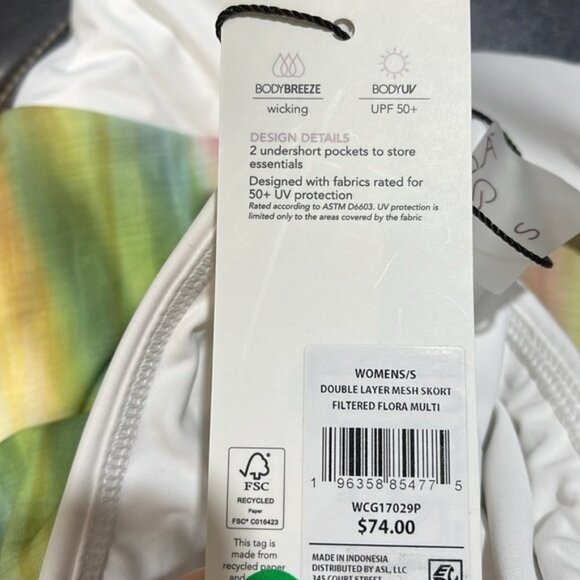 BODYBREEZE
wicking
BODYUV
UPF 50+
DESIGN DETAILS
2 undershort pockets to store
essentials
Designed with fabrics rated for
50+ UV protection
Rated according to ASTM D6603. UV protection is
limited only to the areas covered by the fabric
S
WOMENS/S
DOUBLE LAYER MESH SKORT
FILTERED FLORA MULTI
1 96358 85477 5
WCG17029P
$74.00
FSC
RECYCLED
Paper
FSC® C016423
This tag is
made from
recycled paper
MADE IN INDONESIA
DISTRIBUTED BY ASL, LLC
345 COURT STREET